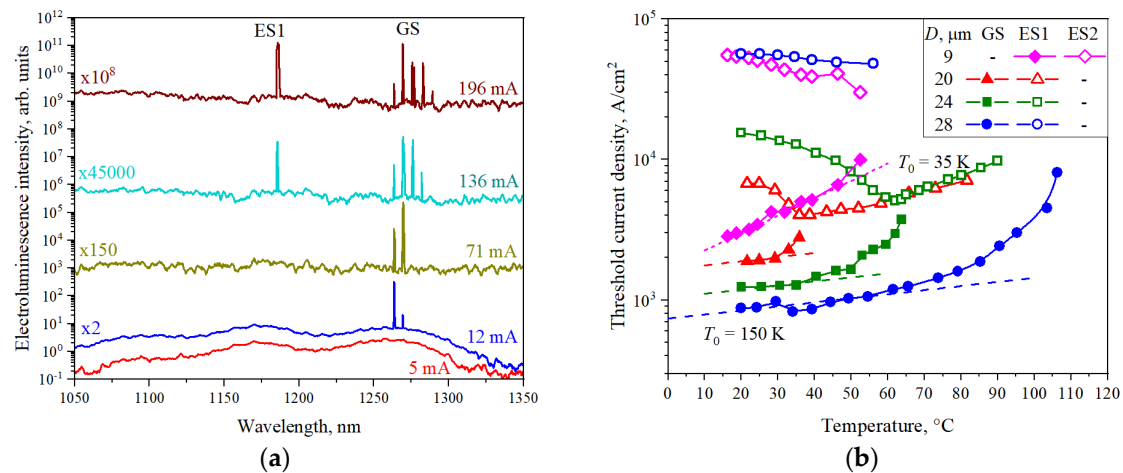 Electroluminescence intensity, arb. units
10¹²
10¹¹
10¹⁰
10⁹
10⁸
10⁷
10⁶
10⁵
10⁴
10³
10²
10¹
10⁰
10⁻¹
ES1
GS
x10⁸
196 mA
x45000
136 mA
x150
71 mA
x2
12 mA
5 mA
1050 1100 1150 1200 1250 1300 1350
Wavelength, nm
(a)
Threshold current density, A/cm²
10⁵
10⁴
10³
D, μm GS ES1 ES2
9 -
20 -
24 -
28 -
T₀ = 35 K
T₀ = 150 K
0 10 20 30 40 50 60 70 80 90 100 110 120
Temperature, °C
(b)